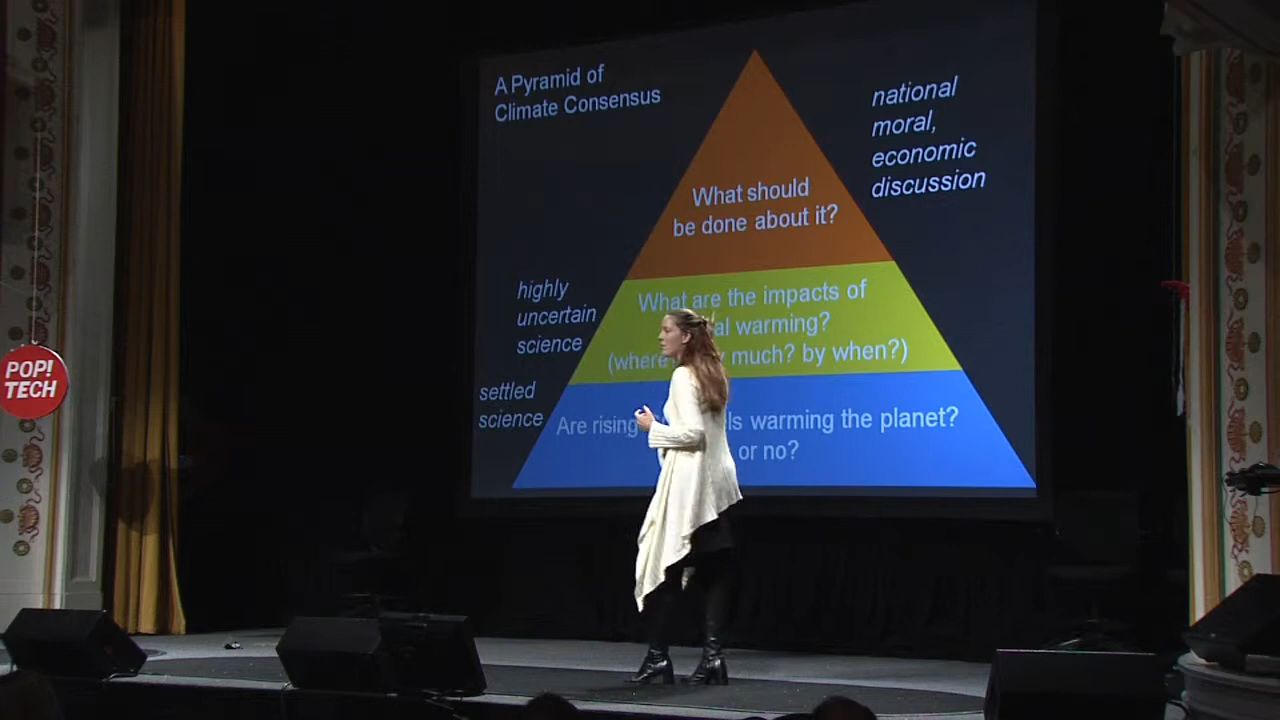 A Pyramid of
Climate Consensus
national
moral,
economic
discussion
What should
be done about it?
highly
uncertain
science
What are the impacts of
warming?
(where much? by when?)
settled
science
Are rising warming the planet?
or no?
POP!
TECH